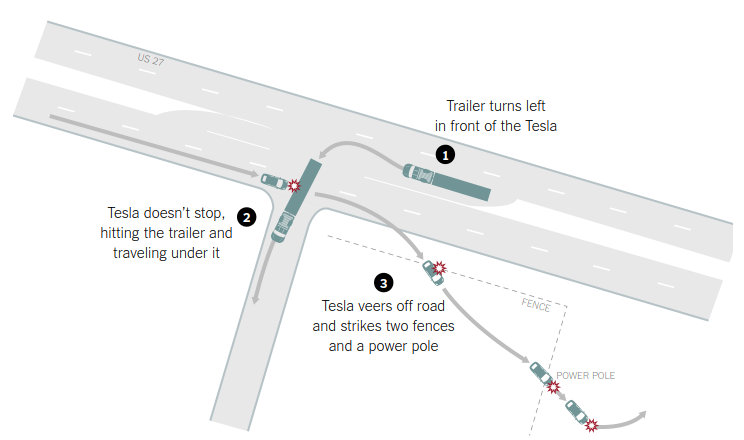 US 27
Trailer turns left
in front of the Tesla
1
2
Tesla doesn't stop,
hitting the trailer and
traveling under it
3
Tesla veers off road
and strikes two fences
and a power pole
FENCE
POWER POLE